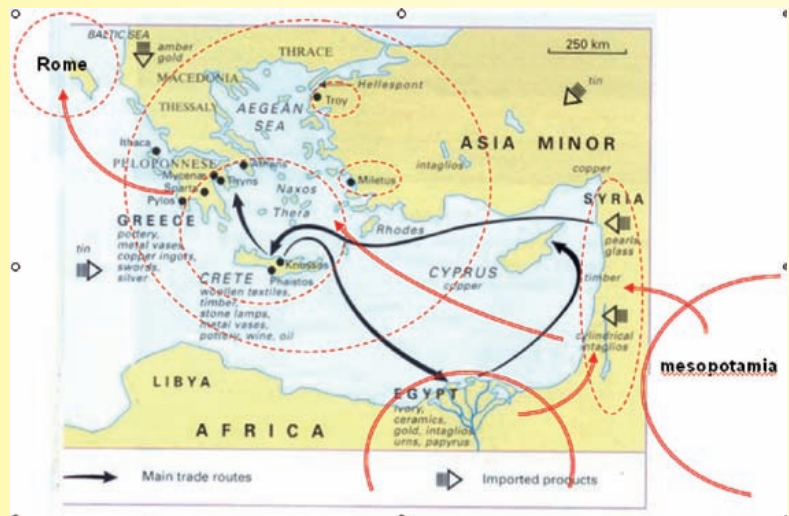 BALTIC SEA
amber
gold
Rome
THRACE
250 km
MACEDONIA
Hellespont
tin
THESSALY
AEGEAN
SEA
Troy
ASIA MINOR
Ithaca
PELOPONNESE
Athens
intaglios
copper
Mycenae
Tiryns
Miletus
Sparta
Naxos
SYRIA
Pylos
Thera
GREECE
Rhodes
pottery,
metal vases,
copper ingots,
swords,
silver
pearls,
glass
tin
Knossos
CYPRUS
copper
timber
CRETE
Phaistos
woollen textiles,
timber,
stone lamps,
metal vases,
pottery, wine, oil
cylindrical
intaglios
mesopotamia
LIBYA
EGYPT
ivory,
ceramics,
gold, intaglios,
urns, papyrus
AFRICA
Main trade routes
Imported products